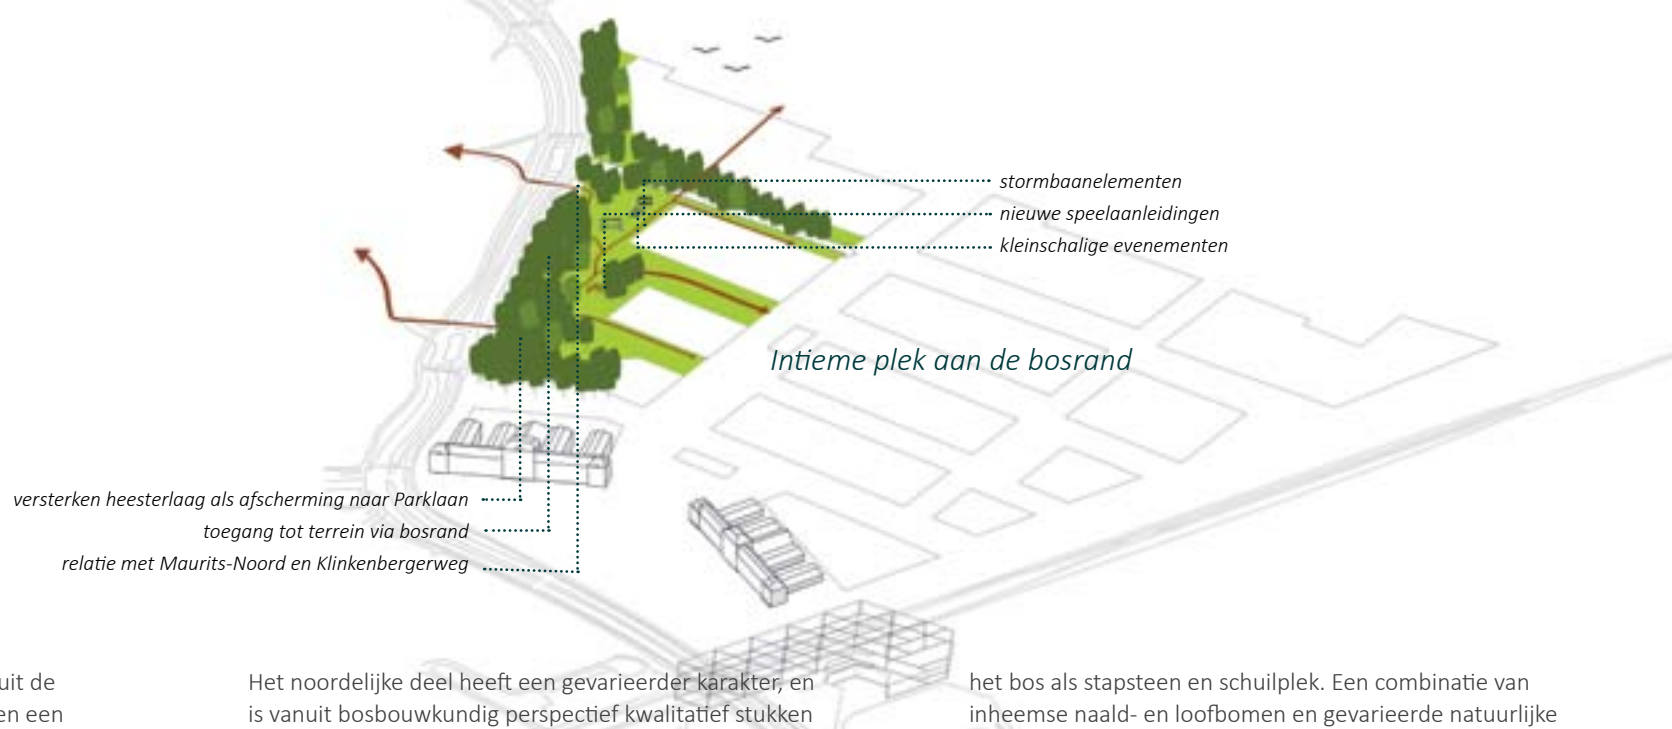 stormbaanelementen
nieuwe speelaanleidingen
kleinschalige evenementen
Intieme plek aan de bosrand
versterken heesterlaag als afscherming naar Parklaan
toegang tot terrein via bosrand
relatie met Maurits-Noord en Klinkenbergerweg
uit de
en een
Het noordelijke deel heeft een gevarieerder karakter, en
is vanuit bosbouwkundig perspectief kwalitatief stukken
het bos als stapsteen en schuilplek. Een combinatie van
inheemse naald- en loofbomen en gevarieerde natuurlijke